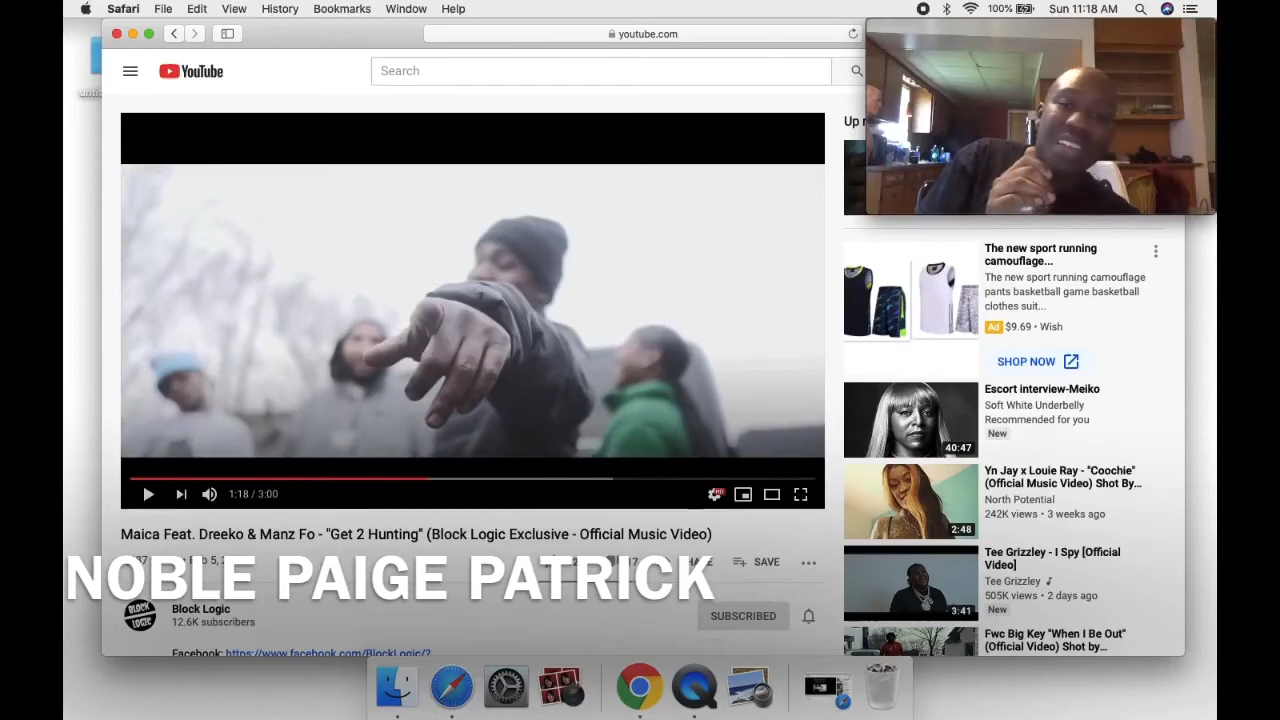 Safari File Edit View History Bookmarks Window Help
100% Sun 11:18 AM
youtube.com
YouTube
Search
Up
The new sport running
camouflage...
The new sport running camouflage
pants basketball game basketball
clothes suit...
Ad $9.69 • Wish
SHOP NOW
Escort interview-Meiko
Soft White Underbelly
Recommended for you
New
40:47
Yn Jay x Louie Ray - "Coochie"
(Official Music Video) Shot By...
North Potential
242K views • 3 weeks ago
2:48
Tee Grizzley - I Spy [Official
Video]
Tee Grizzley
505K views • 2 days ago
New
3:41
Fwc Big Key "When I Be Out"
(Official Video) Shot by...
1:18 / 3:00
HD
Maica Feat. Dreeko & Manz Fo - "Get 2 Hunting" (Block Logic Exclusive - Official Music Video)
SAVE
NOBLE PAIGE PATRICK
BLOCK
LOGIC
Block Logic
12.6K subscribers
SUBSCRIBED
Facebook: https://www.facebook.com/BlockLogic/?